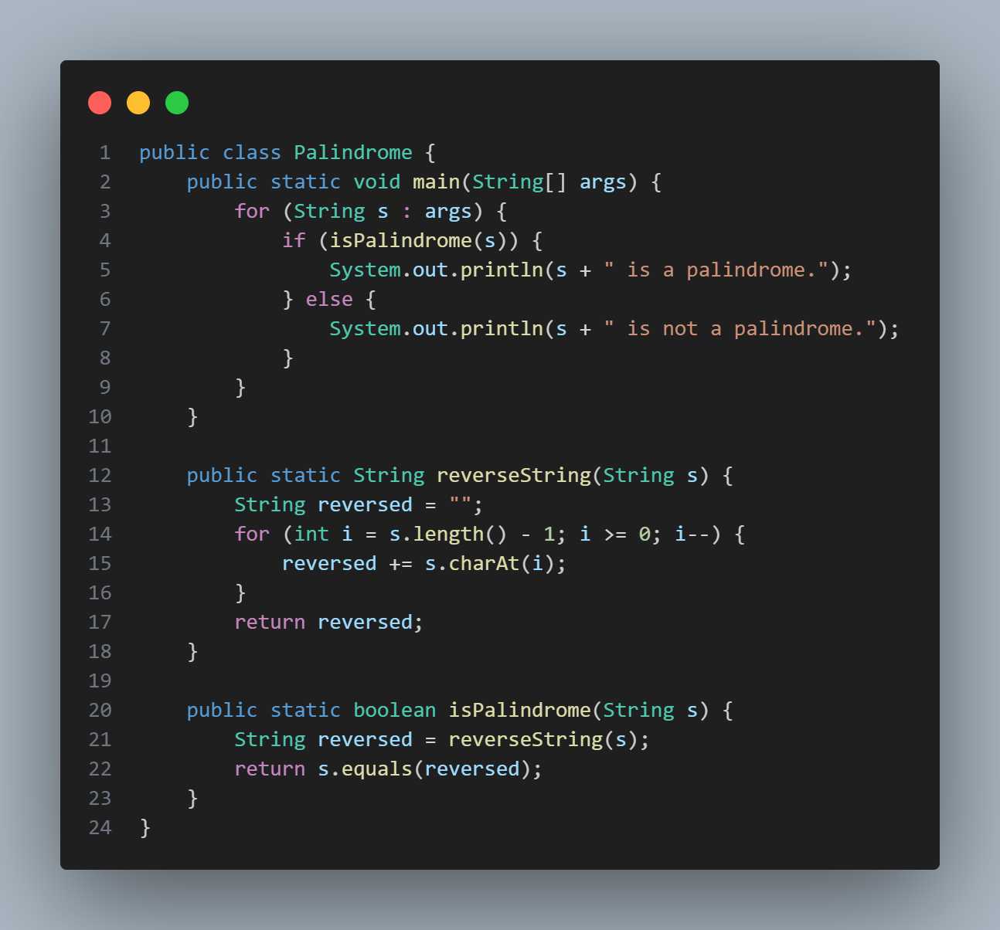 1 public class Palindrome {
2     public static void main(String[] args) {
3         for (String s : args) {
4             if (isPalindrome(s)) {
5                 System.out.println(s + " is a palindrome.");
6             } else {
7                 System.out.println(s + " is not a palindrome.");
8             }
9         }
10     }
11
12     public static String reverseString(String s) {
13         String reversed = "";
14         for (int i = s.length() - 1; i >= 0; i--) {
15             reversed += s.charAt(i);
16         }
17         return reversed;
18     }
19
20     public static boolean isPalindrome(String s) {
21         String reversed = reverseString(s);
22         return s.equals(reversed);
23     }
24 }